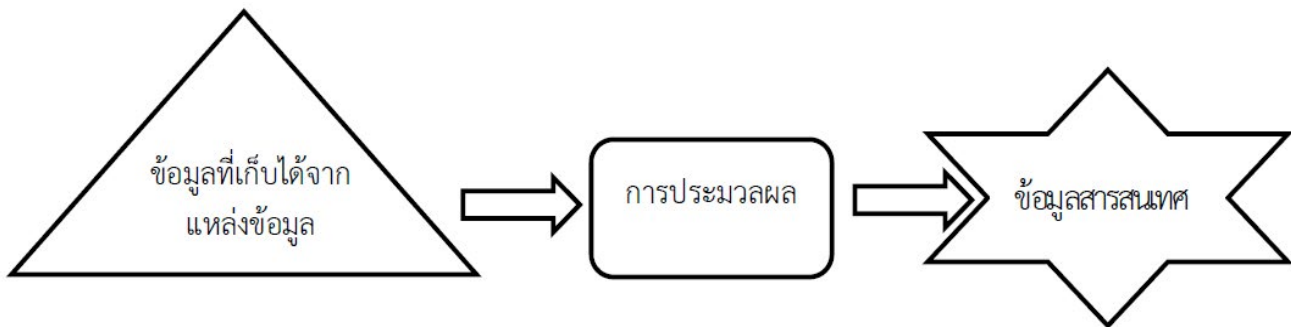 ข้อมูลที่เก็บได้จาก
แหล่งข้อมูล
การประมวลผล
ข้อมูลสารสนเทศ